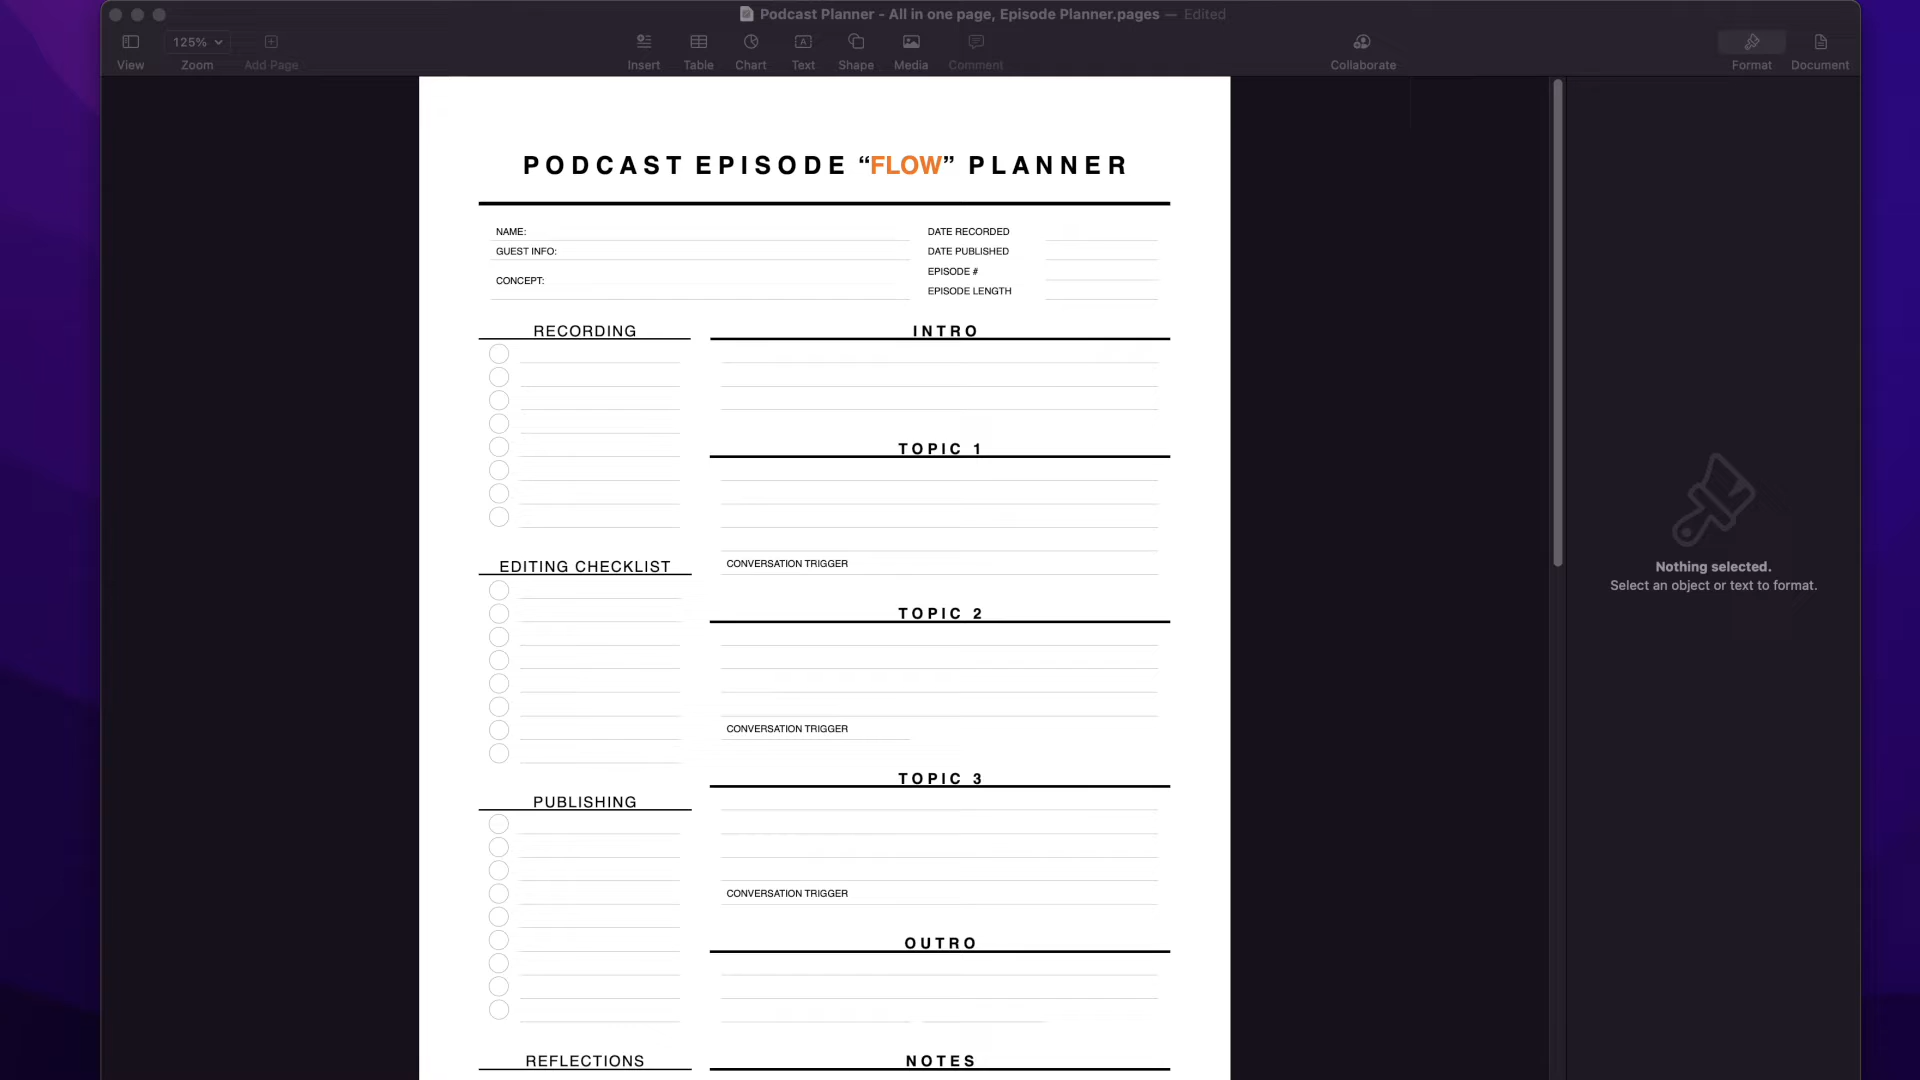 Podcast Planner - All in one page, Episode Planner.pages — Edited
125%
View
Zoom
Add Page
Insert
Table
Chart
Text
Shape
Media
Comment
Collaborate
Format
Document
PODCAST EPISODE “FLOW” PLANNER
NAME:
GUEST INFO:
CONCEPT:
DATE RECORDED
DATE PUBLISHED
EPISODE #
EPISODE LENGTH
RECORDING
EDITING CHECKLIST
PUBLISHING
REFLECTIONS
INTRO
TOPIC 1
CONVERSATION TRIGGER
TOPIC 2
CONVERSATION TRIGGER
TOPIC 3
CONVERSATION TRIGGER
OUTRO
NOTES
Nothing selected.
Select an object or text to format.